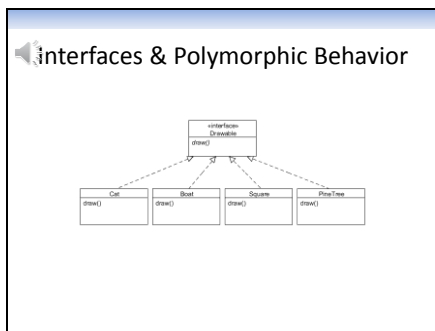 Interfaces & Polymorphic Behavior
«interface»
Drawable
draw()
Cat
draw()
Boat
draw()
Square
draw()
PineTree
draw()